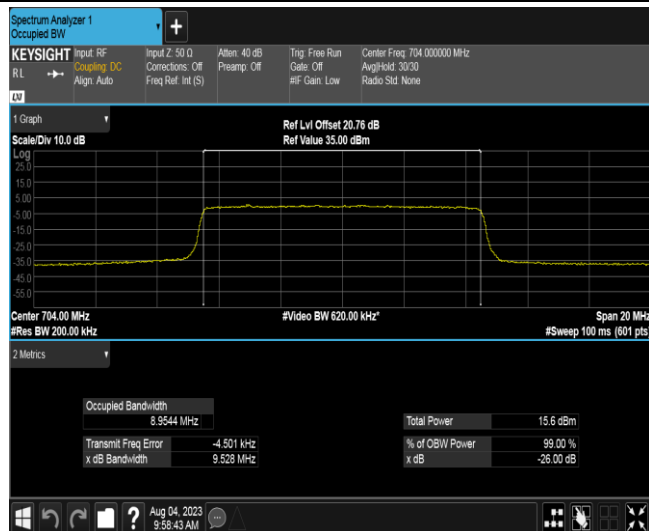 Spectrum Analyzer 1
Occupied BW
+
KEYSIGHT Input: RF Input Z: 50 Ω Atten: 40 dB Trig: Free Run Center Freq: 704.000000 MHz
RL Coupling: DC Corrections: Off Preamp: Off Gate: Off Avg|Hold: 30/30
Align: Auto Freq Ref: Int (S) #IF Gain: Low Radio Std: None
1 Graph
Ref Lvl Offset 20.76 dB
Scale/Div 10.0 dB Ref Value 35.00 dBm
Log
25.0
15.0
5.00
-5.00
-15.0
-25.0
-35.0
-45.0
-55.0
Center 704.00 MHz #Video BW 620.00 kHz* Span 20 MHz
#Res BW 200.00 kHz #Sweep 100 ms (601 pts)
2 Metrics
Occupied Bandwidth
8.9544 MHz Total Power 15.6 dBm
Transmit Freq Error -4.501 kHz % of OBW Power 99.00 %
x dB Bandwidth 9.528 MHz x dB -26.00 dB
? Aug 04, 2023
9:58:43 AM